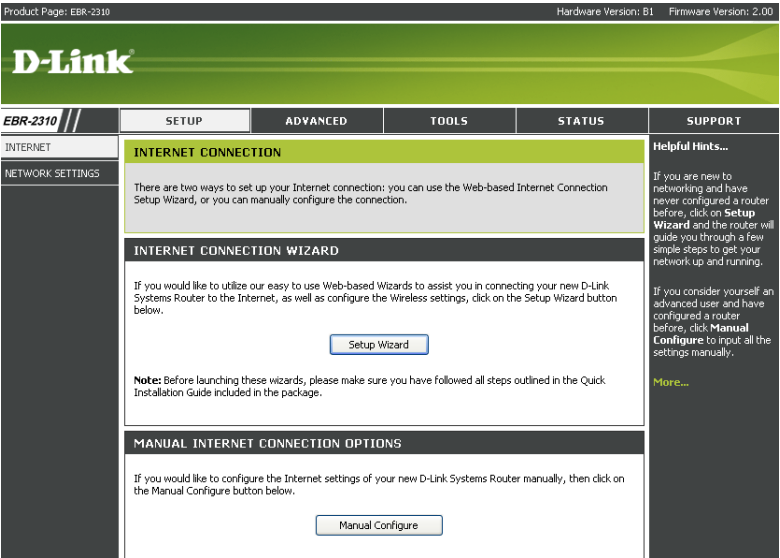 Product Page: EBR-2310 Hardware Version: B1 Firmware Version: 2.00
D-Link
EBR-2310 SETUP ADVANCED TOOLS STATUS SUPPORT
INTERNET
NETWORK SETTINGS
INTERNET CONNECTION
There are two ways to set up your Internet connection: you can use the Web-based Internet Connection
Setup Wizard, or you can manually configure the connection.
INTERNET CONNECTION WIZARD
If you would like to utilize our easy to use Web-based Wizards to assist you in connecting your new D-Link
Systems Router to the Internet, as well as configure the Wireless settings, click on the Setup Wizard button
below.
Setup Wizard
Note: Before launching these wizards, please make sure you have followed all steps outlined in the Quick
Installation Guide included in the package.
MANUAL INTERNET CONNECTION OPTIONS
If you would like to configure the Internet settings of your new D-Link Systems Router manually, then click on
the Manual Configure button below.
Manual Configure
Helpful Hints...
If you are new to
networking and have
never configured a router
before, click on Setup
Wizard and the router will
guide you through a few
simple steps to get your
network up and running.
If you consider yourself an
advanced user and have
configured a router
before, click Manual
Configure to input all the
settings manually.
More...